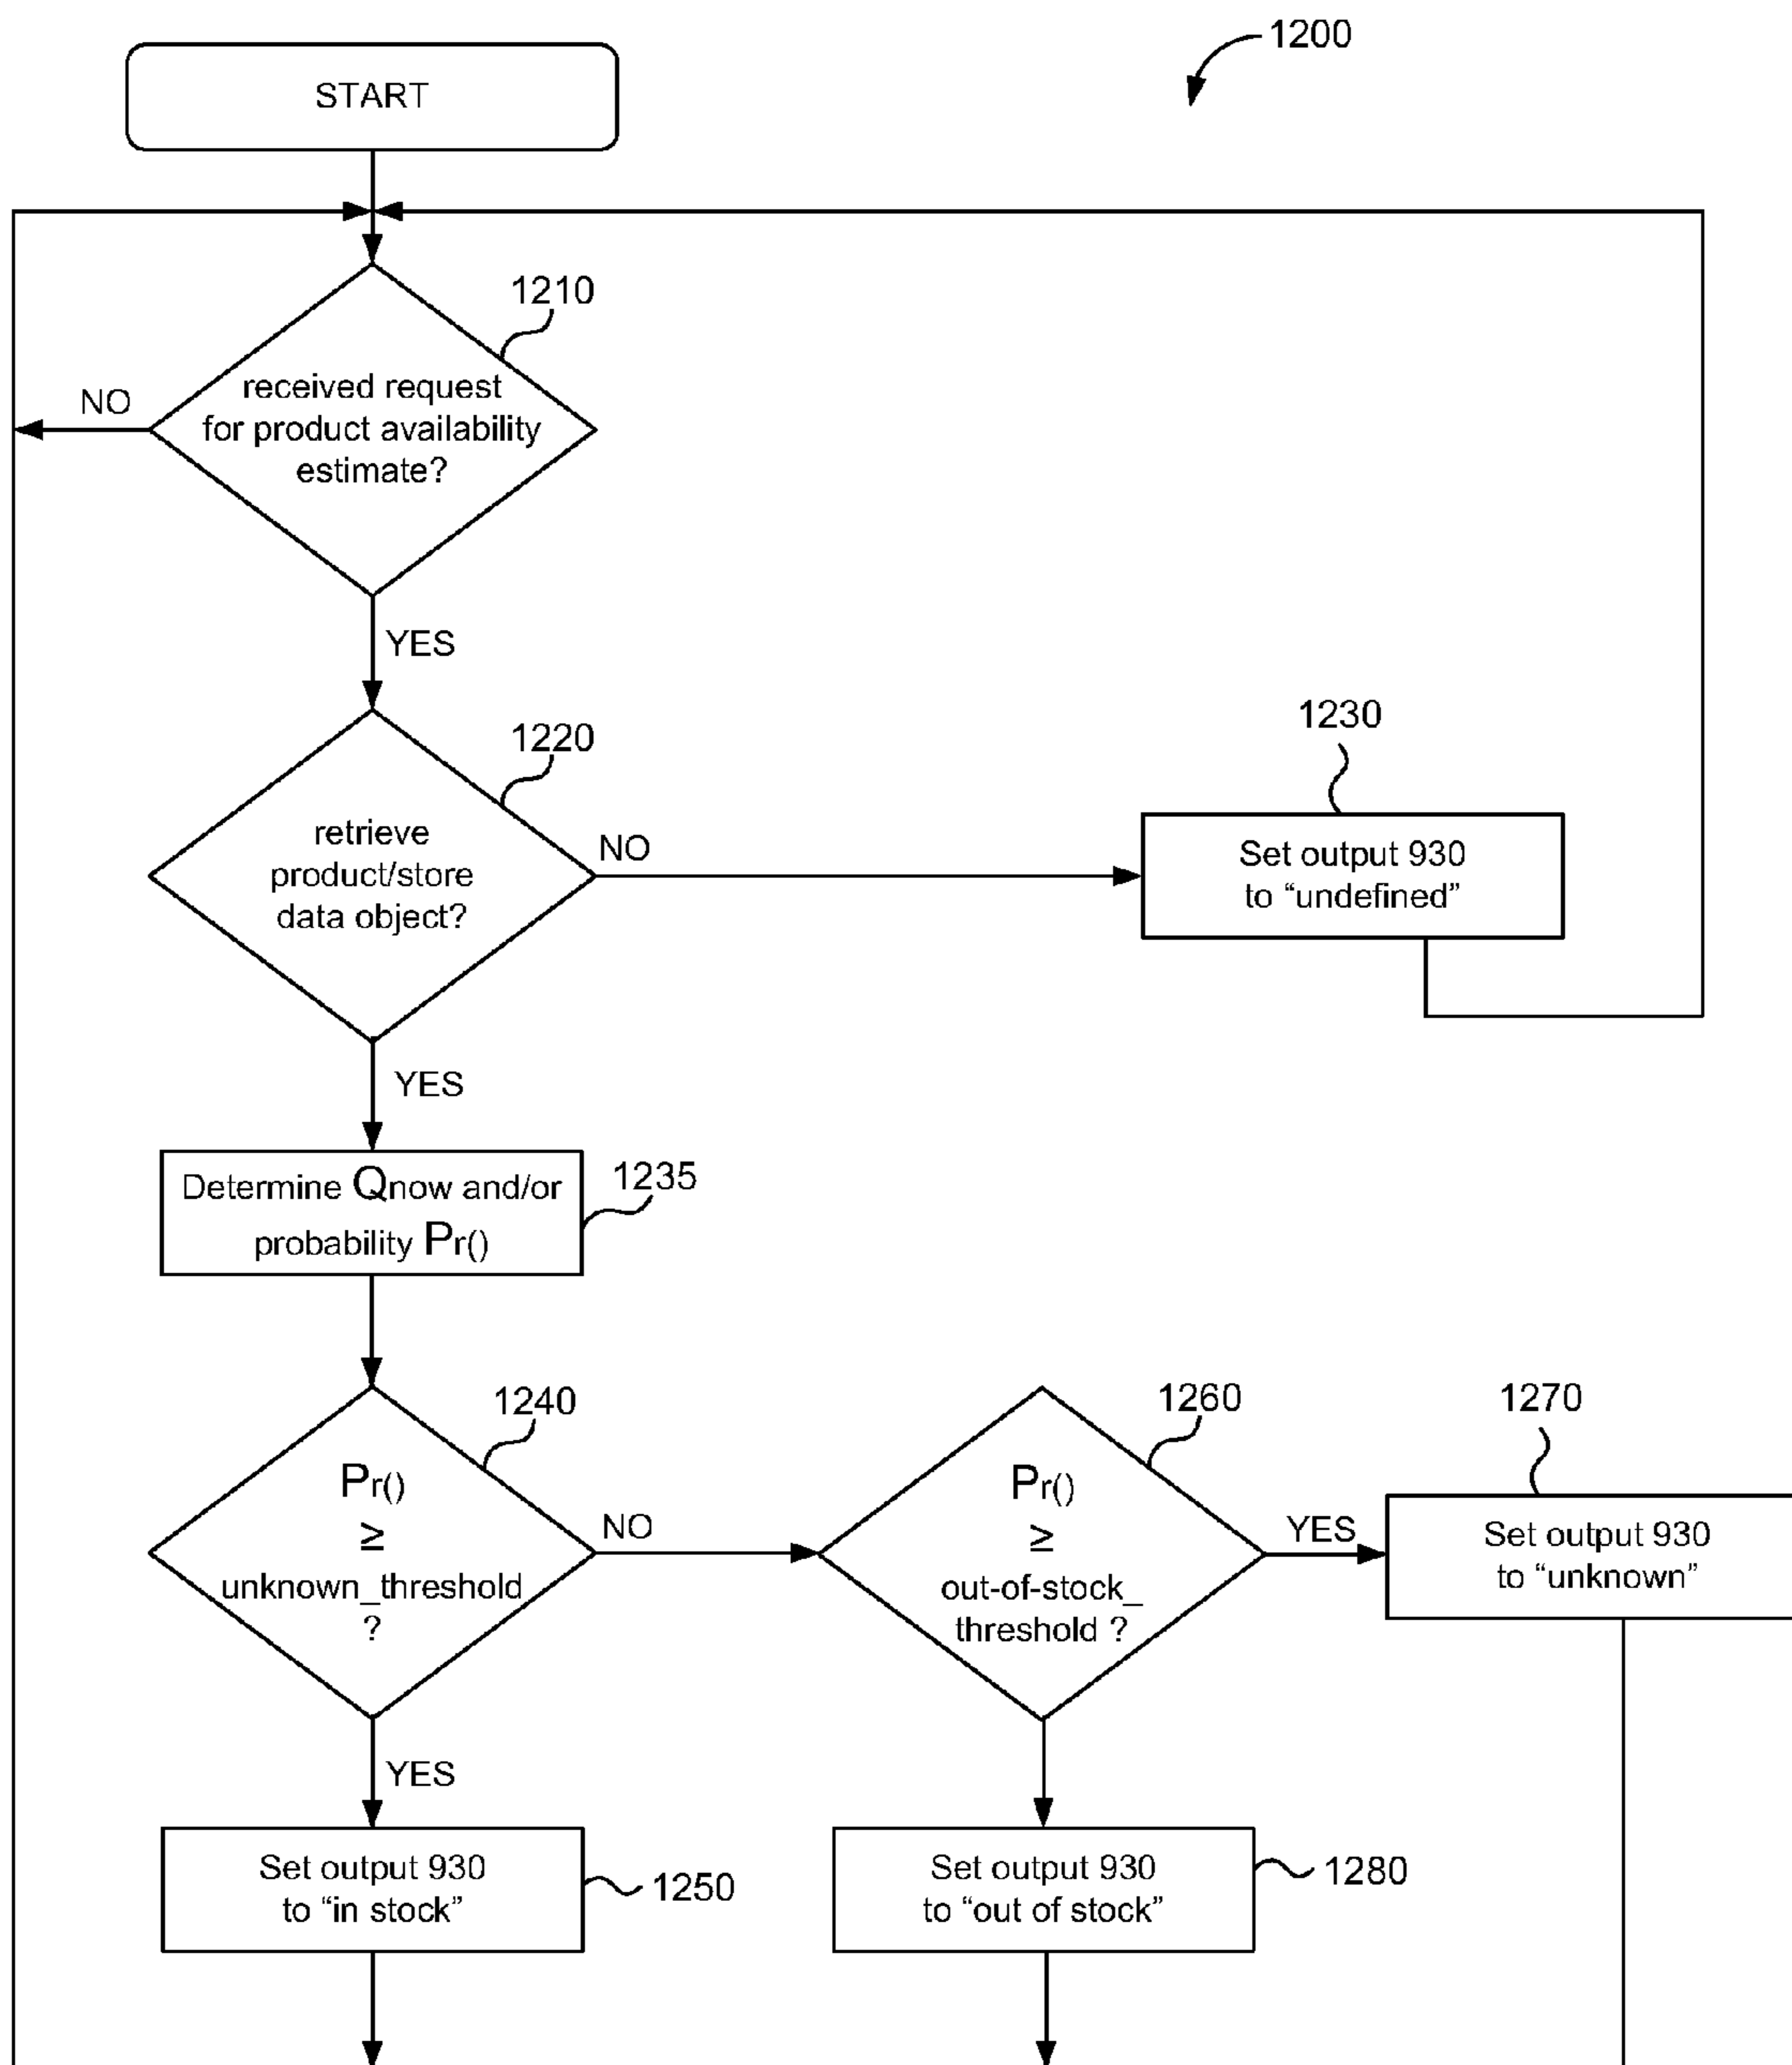 1200
START
1210
received request
for product availability
estimate?
NO
YES
1220
retrieve
product/store
data object?
NO
1230
Set output 930
to “undefined”
YES
Determine Qnow and/or
probability Pr()
1235
1240
Pr()
≥
unknown_threshold
?
NO
1260
Pr()
≥
out-of-stock_
threshold ?
YES
1270
Set output 930
to “unknown”
YES
Set output 930
to “in stock”
1250
Set output 930
to “out of stock”
1280